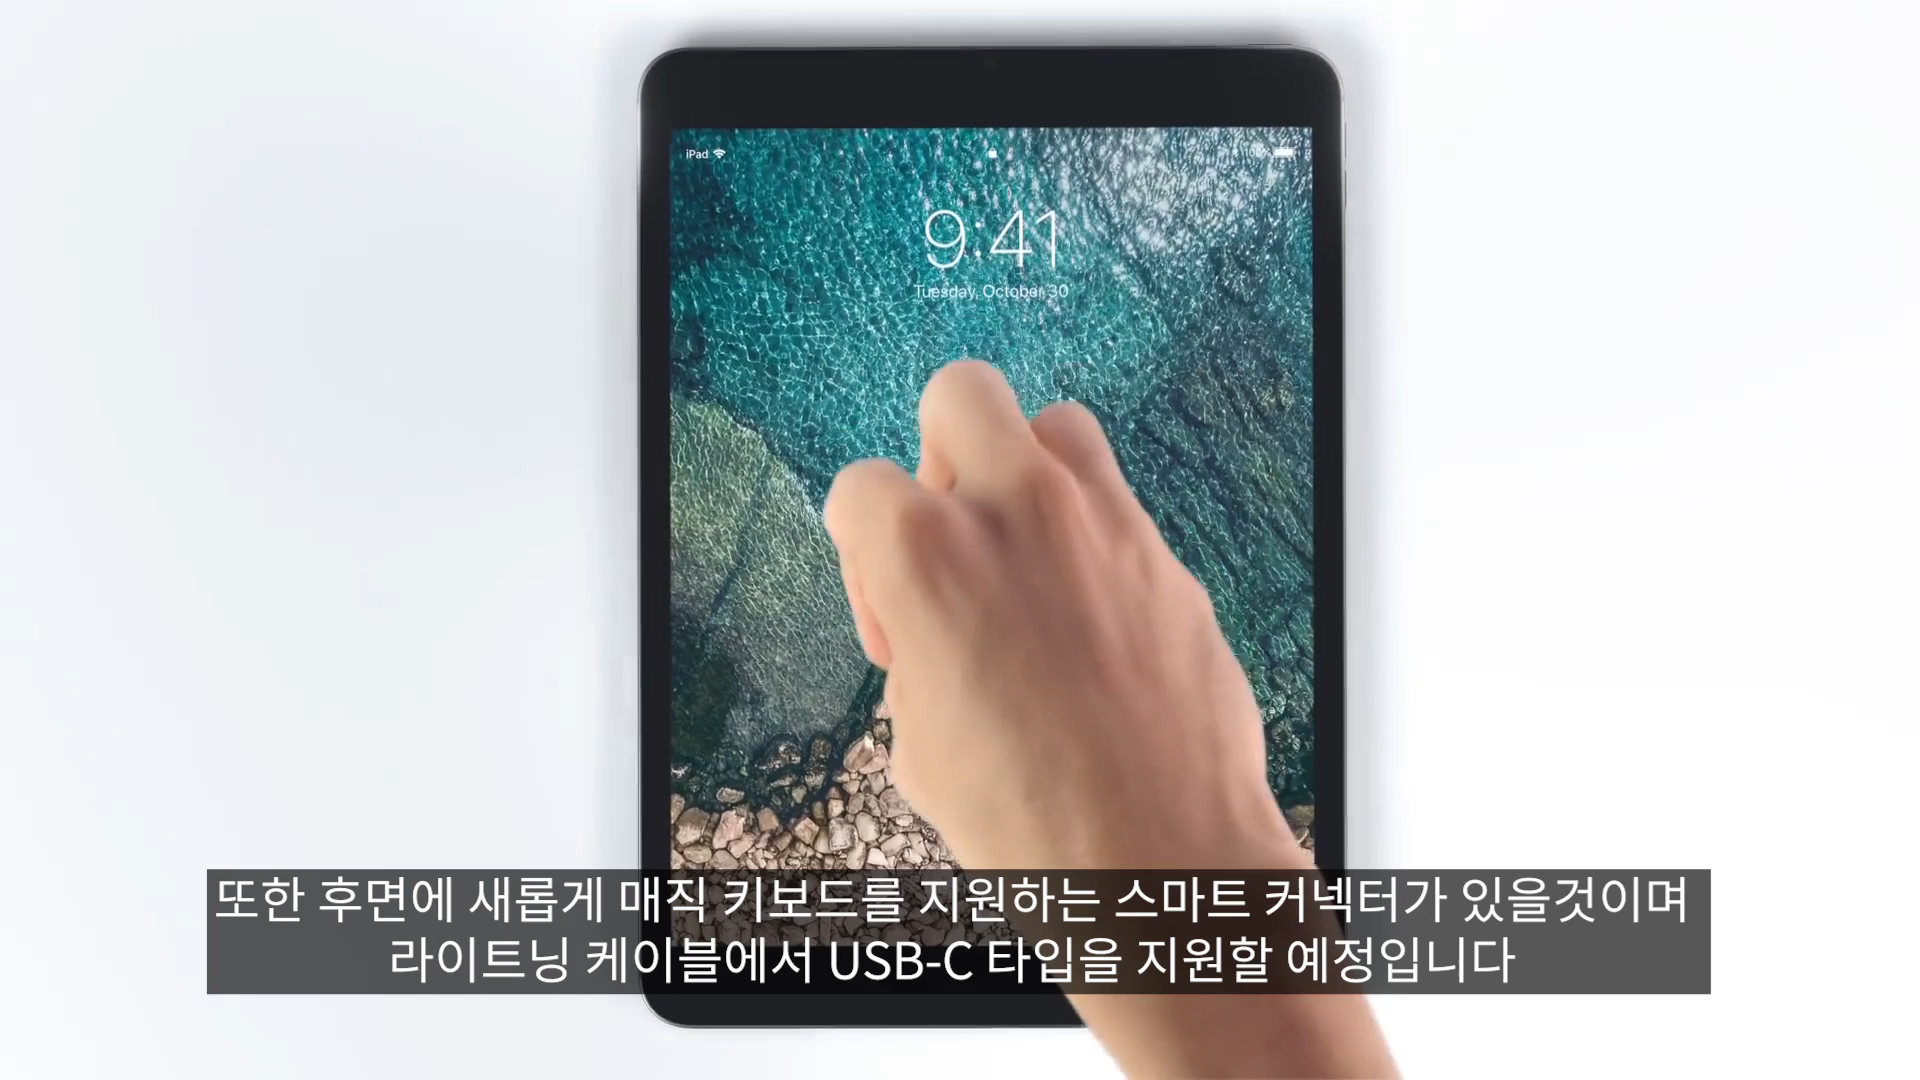 iPad
100%
9:41
Tuesday, October 30
또한 후면에 새롭게 매직 키보드를 지원하는 스마트 커넥터가 있을것이며
라이트닝 케이블에서 USB-C 타입을 지원할 예정입니다